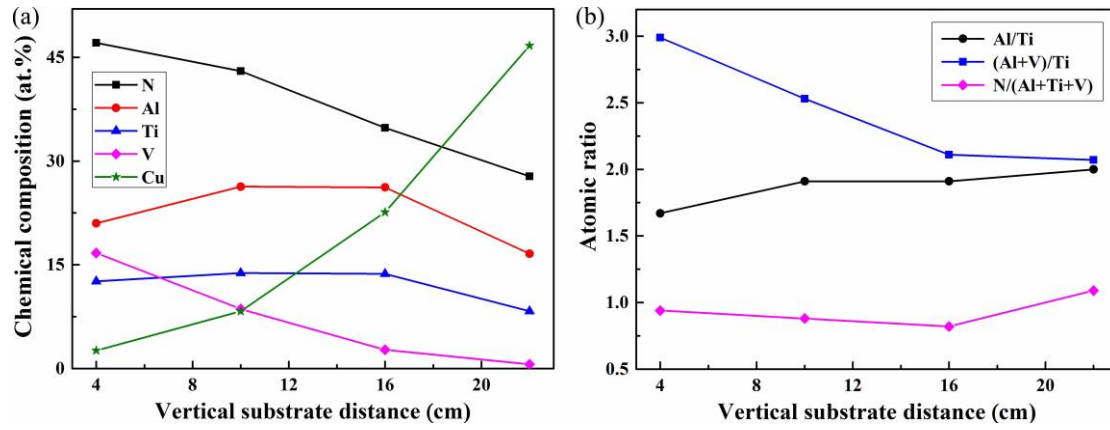 (a)
Chemical composition (at.%)
45
30
15
0
N
Al
Ti
V
Cu
4 8 12 16 20
Vertical substrate distance (cm)
(b)
Atomic ratio
3.0
2.5
2.0
1.5
1.0
0.5
Al/Ti
(Al+V)/Ti
N/(Al+Ti+V)
4 8 12 16 20
Vertical substrate distance (cm)